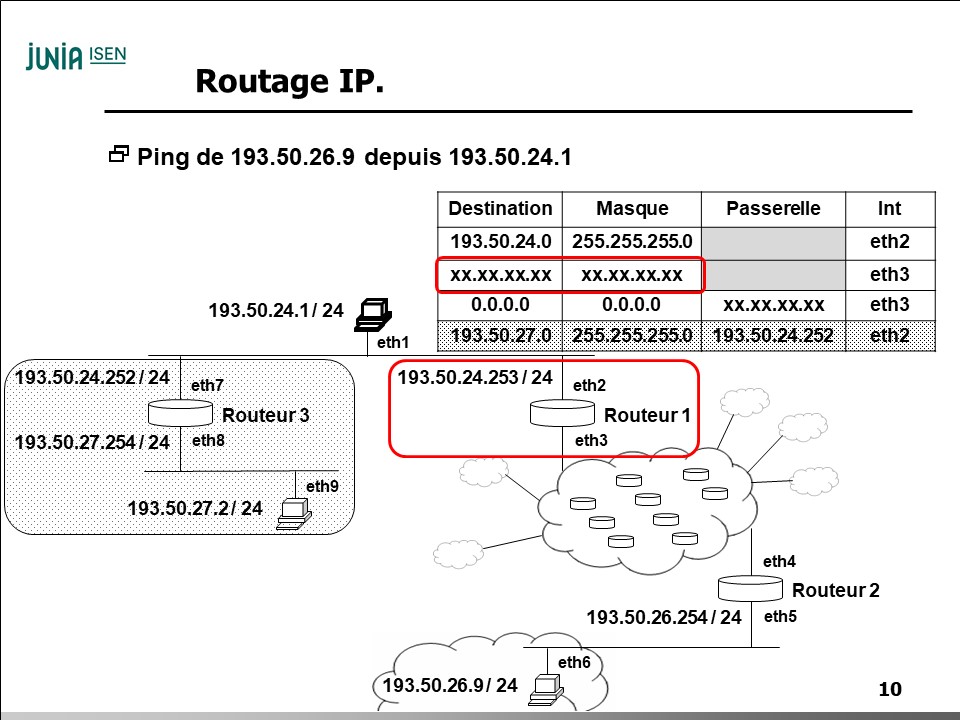 JUNIA ISEN
Routage IP.
Ping de 193.50.26.9 depuis 193.50.24.1
Destination Masque Passerelle Int
193.50.24.0 255.255.255.0 eth2
xx.xx.xx.xx xx.xx.xx.xx eth3
0.0.0.0 0.0.0.0 xx.xx.xx.xx eth3
193.50.27.0 255.255.255.0 193.50.24.252 eth2
193.50.24.1 / 24
eth1
193.50.24.252 / 24 eth7
Routeur 3
193.50.27.254 / 24 eth8
eth9
193.50.27.2 / 24
193.50.24.253 / 24 eth2
Routeur 1
eth3
eth4
Routeur 2
193.50.26.254 / 24 eth5
eth6
193.50.26.9 / 24
10